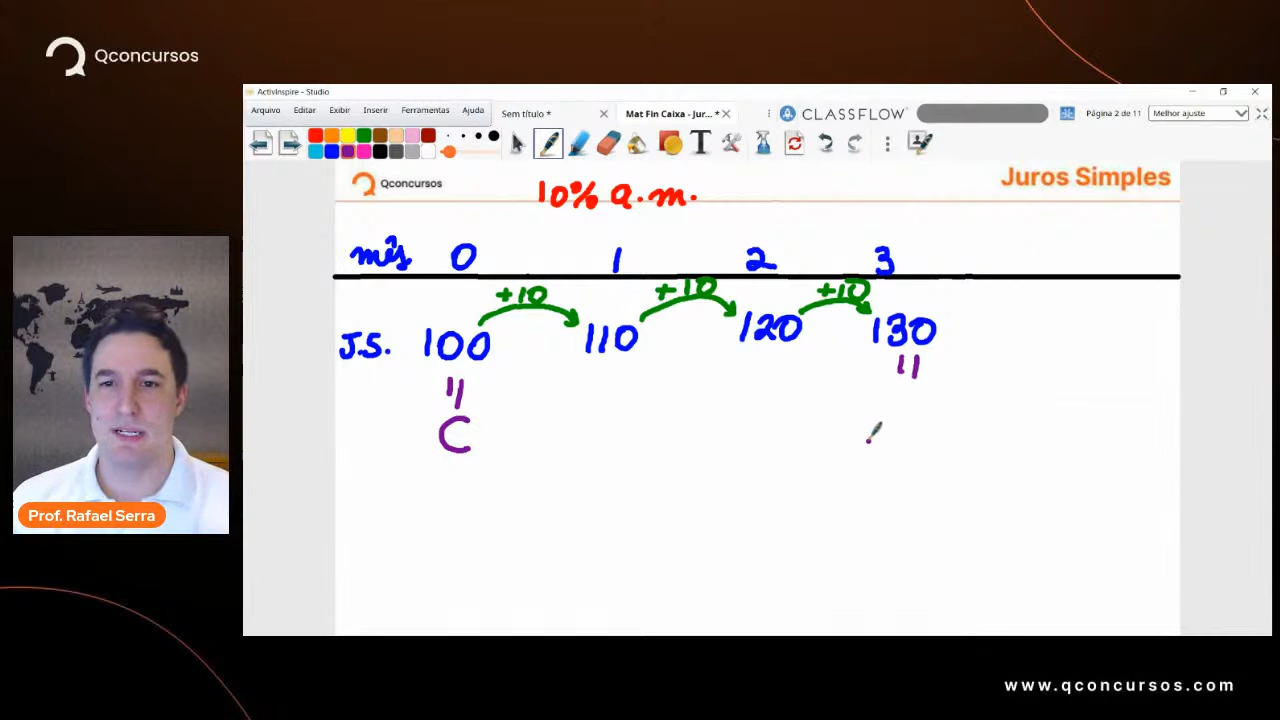 Qconcursos
ActivInspire - Studio
Arquivo Editar Exibir Inserir Ferramentas Ajuda
Sem título *
Mat Fin Caixa - Jur... *
CLASSFLOW
Página 2 de 11
Melhor ajuste
Qconcursos
10% a.m.
Juros Simples
mês 0 1 2 3
+10 +10 +10
J.S. 100 110 120 130
=
=
C
Prof. Rafael Serra
www.qconcursos.com